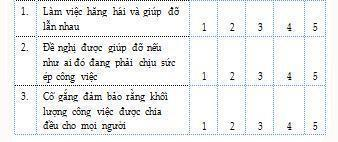 1. Làm việc hăng hái và giúp đỡ
lẫn nhau 1 2 3 4 5
2. Đề nghị được giúp đỡ nếu
như ai đó đang phải chịu sức
ép công việc 1 2 3 4 5
3. Cố gắng đảm bảo rằng khối
lượng công việc được chia
đều cho mọi người 1 2 3 4 5